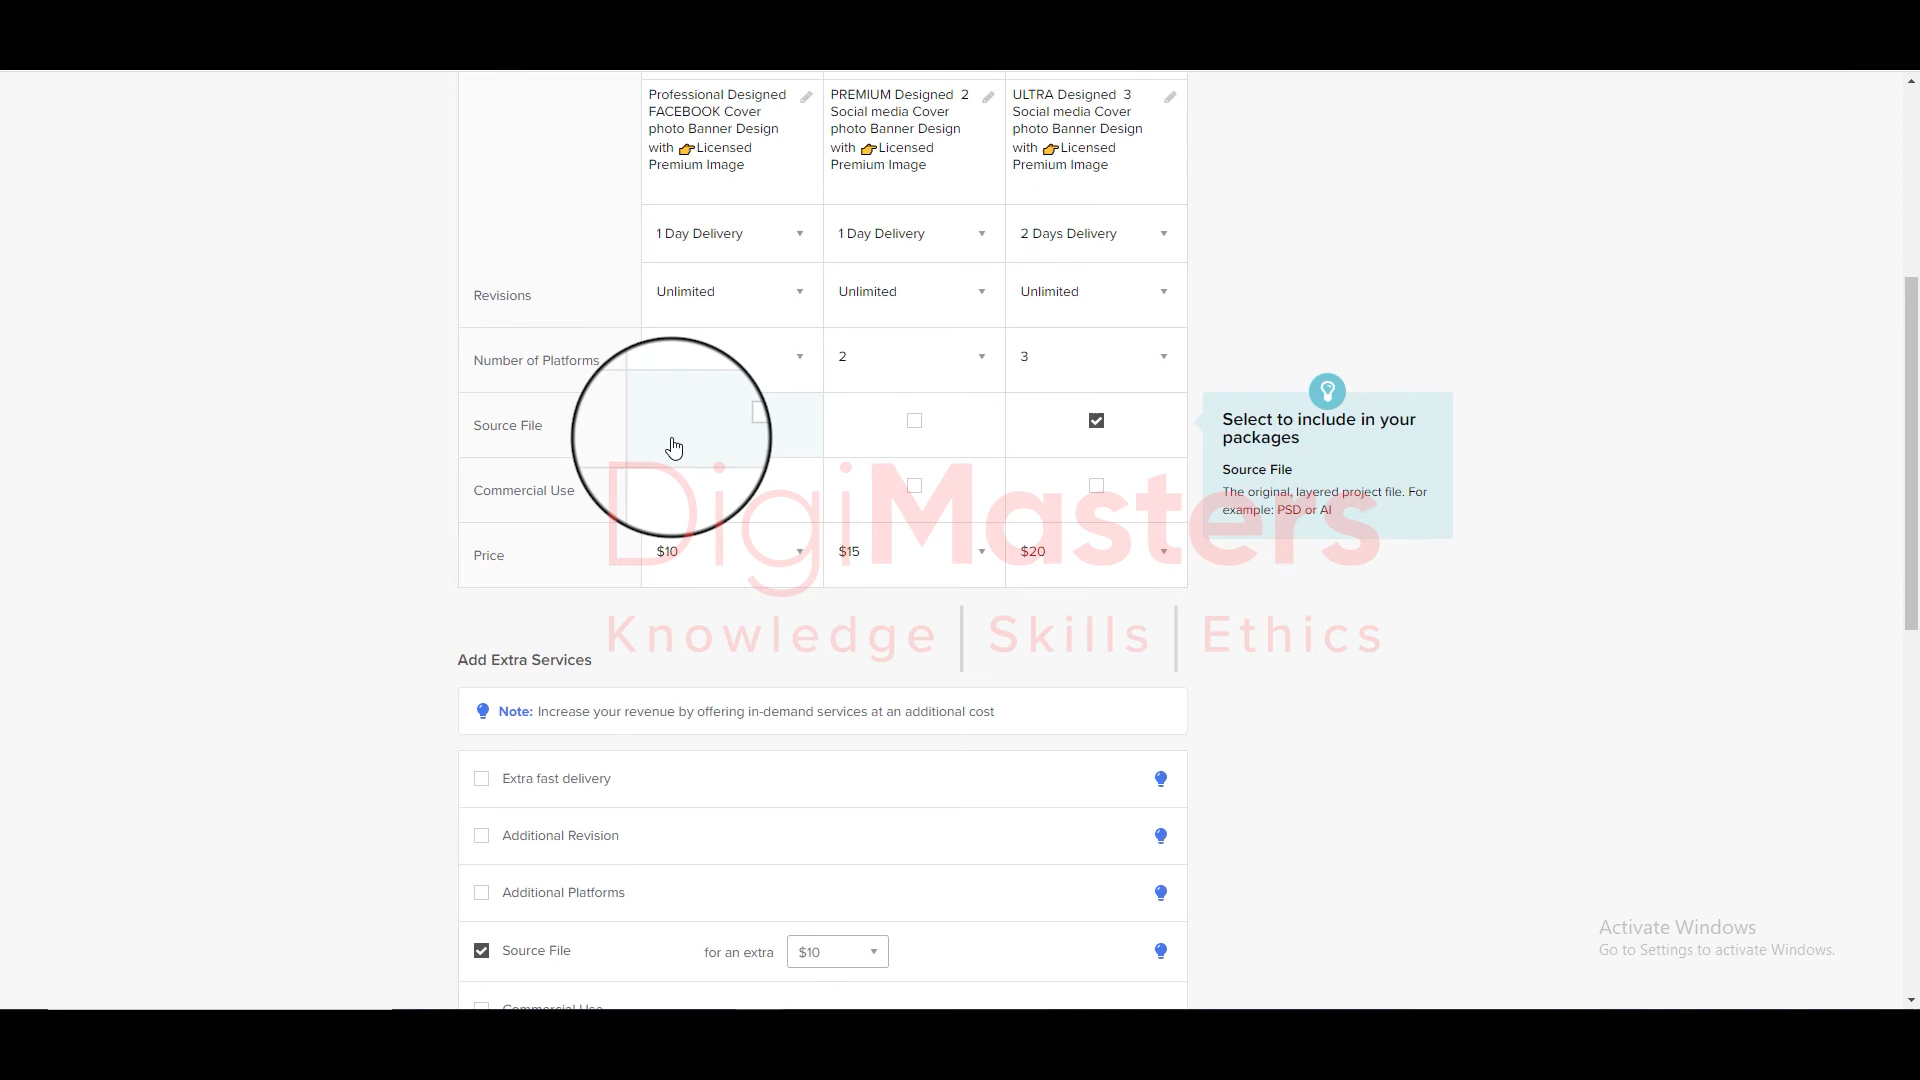 Professional Designed
FACEBOOK Cover
photo Banner Design
with 👉Licensed
Premium Image
PREMIUM Designed 2
Social media Cover
photo Banner Design
with 👉Licensed
Premium Image
ULTRA Designed 3
Social media Cover
photo Banner Design
with 👉Licensed
Premium Image
1 Day Delivery
1 Day Delivery
2 Days Delivery
Revisions
Unlimited
Unlimited
Unlimited
Number of Platforms
2
3
Source File
Commercial Use
Price
$10
$15
$20
Select to include in your
packages
Source File
The original, layered project file. For
example: PSD or AI
DigiMasters
Knowledge | Skills | Ethics
Add Extra Services
Note: Increase your revenue by offering in-demand services at an additional cost
Extra fast delivery
Additional Revision
Additional Platforms
Source File
for an extra
$10
Commercial Use
Activate Windows
Go to Settings to activate Windows.